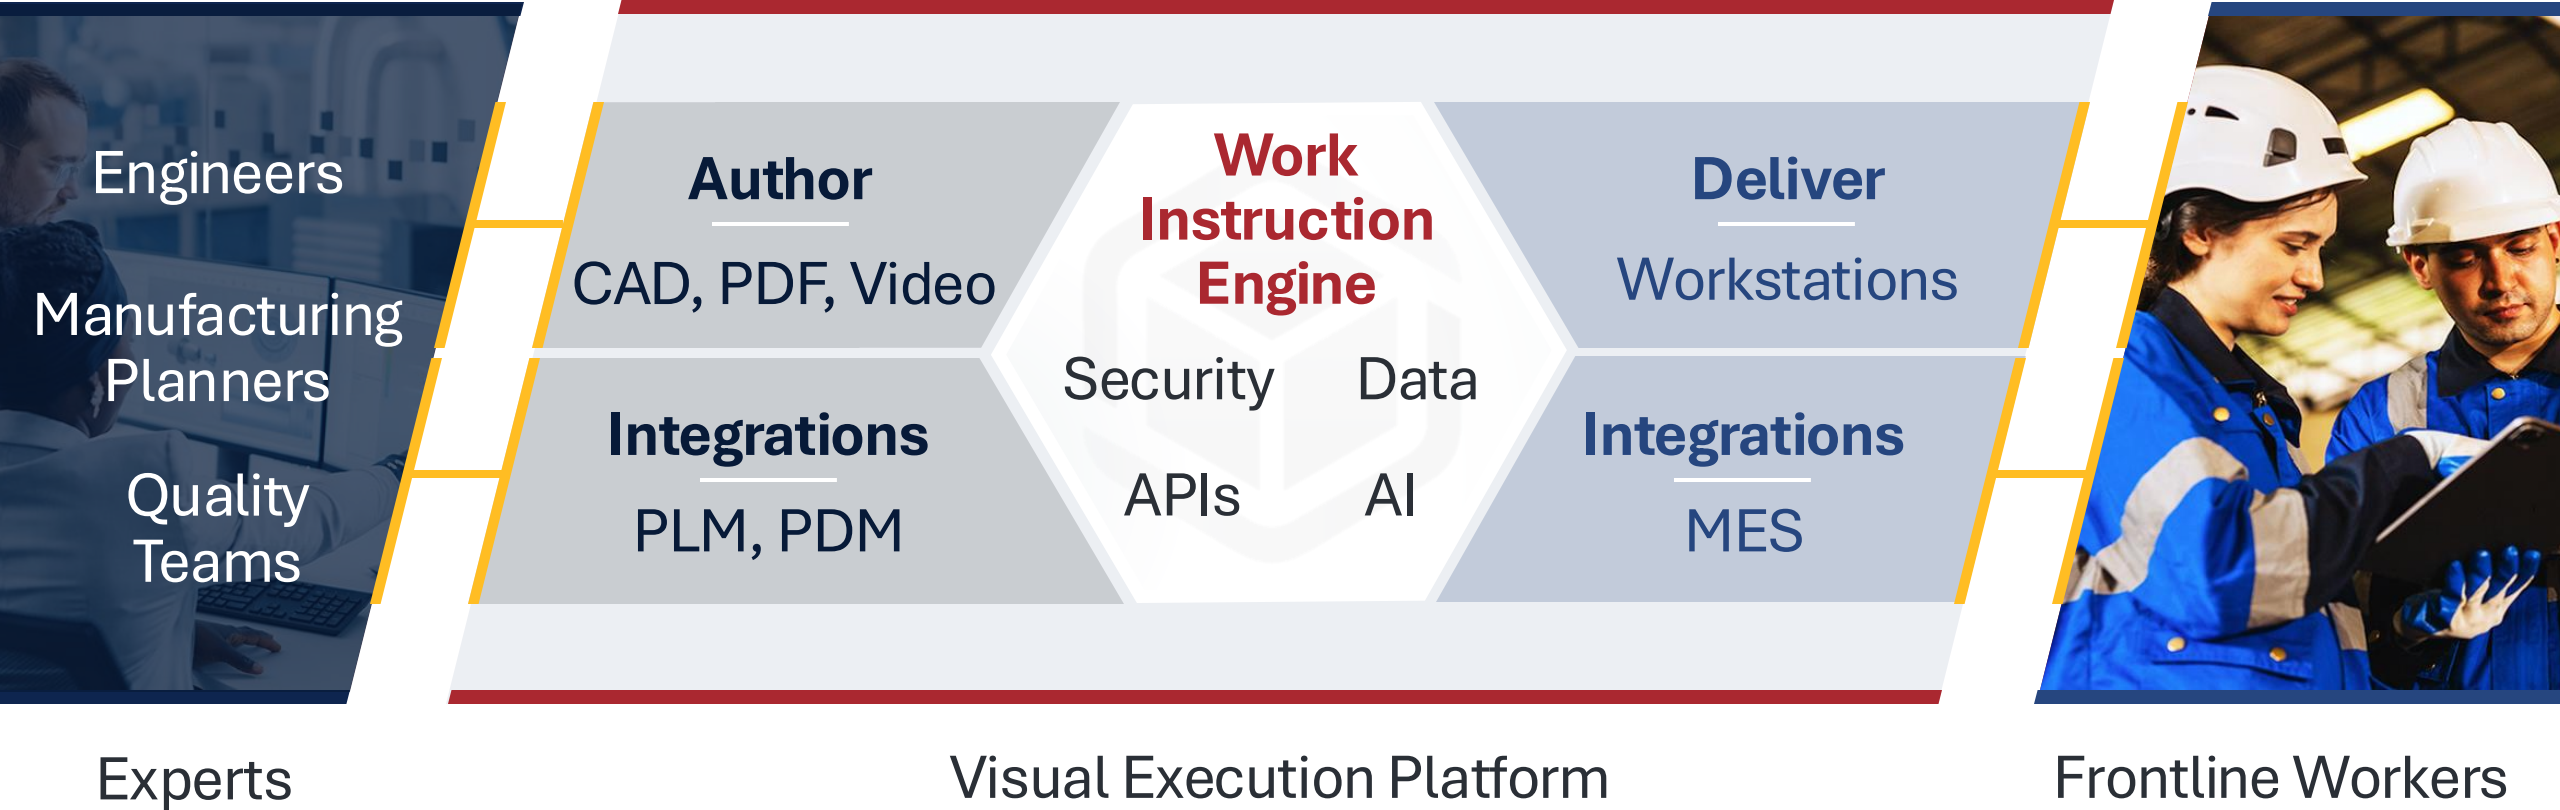 Engineers
Manufacturing
Planners
Quality
Teams
Author
CAD, PDF, Video
Integrations
PLM, PDM
Work
Instruction
Engine
Security Data
APIs AI
Deliver
Workstations
Integrations
MES
Experts
Visual Execution Platform
Frontline Workers